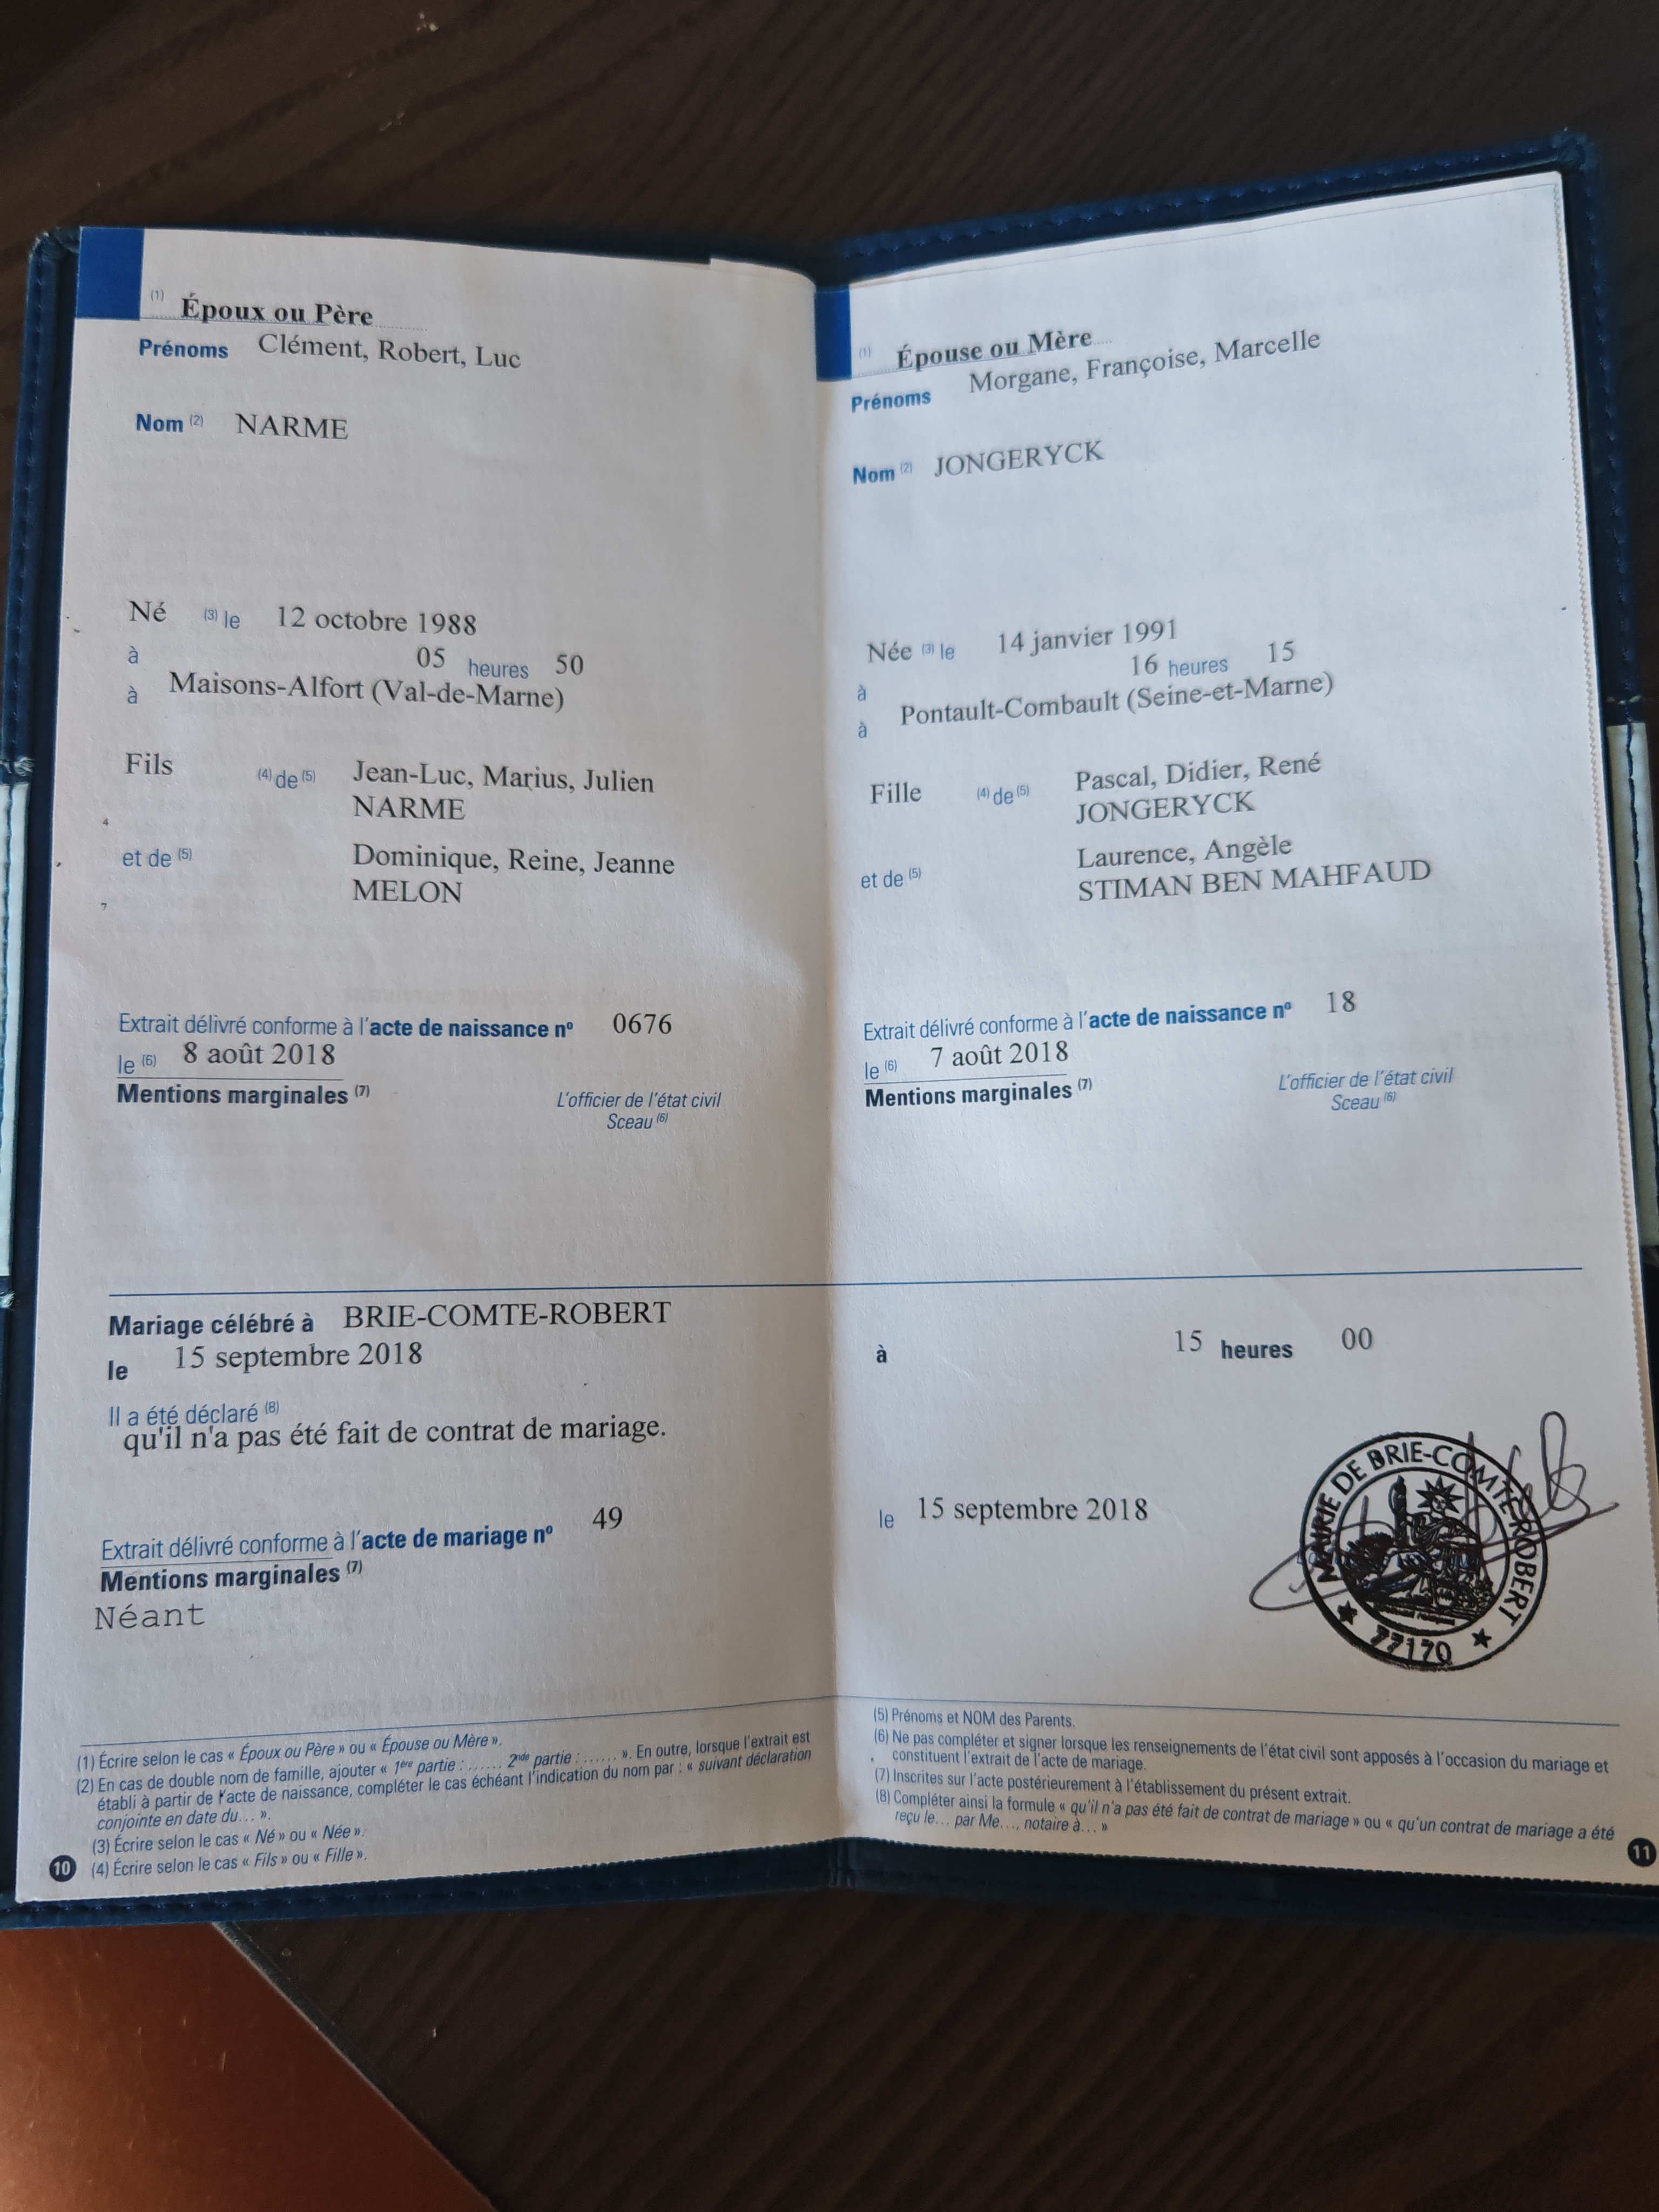 (1) Époux ou Père
Prénoms Clément, Robert, Luc
Nom (2) NARME
Né (3) le 12 octobre 1988
à 05 heures 50
à Maisons-Alfort (Val-de-Marne)
Fils (4) de (5) Jean-Luc, Marius, Julien
NARME
et de (5) Dominique, Reine, Jeanne
MELON
Extrait délivré conforme à l'acte de naissance nº 0676
le (6) 8 août 2018
Mentions marginales (7)
L'officier de l'état civil
Sceau (6)
Mariage célébré à BRIE-COMTE-ROBERT
le 15 septembre 2018
Il a été déclaré (8)
qu'il n'a pas été fait de contrat de mariage.
Extrait délivré conforme à l'acte de mariage nº 49
Mentions marginales (7)
Néant
(1) Écrire selon le cas « Époux ou Père » ou « Épouse ou Mère ».
(2) En cas de double nom de famille, ajouter « 1ère partie : ...... 2nde partie : ...... ». En outre, lorsque l'extrait est
établi à partir de l'acte de naissance, compléter le cas échéant l'indication du nom par : « suivant déclaration
conjointe en date du... ».
(3) Écrire selon le cas « Né » ou « Née ».
(4) Écrire selon le cas « Fils » ou « Fille ».
10
(1) Épouse ou Mère
Prénoms Morgane, Françoise, Marcelle
Nom (2) JONGERYCK
Née (3) le 14 janvier 1991
à 16 heures 15
à Pontault-Combault (Seine-et-Marne)
Fille (4) de (5) Pascal, Didier, René
JONGERYCK
et de (5) Laurence, Angèle
STIMAN BEN MAHFAUD
Extrait délivré conforme à l'acte de naissance nº 18
le (6) 7 août 2018
Mentions marginales (7)
L'officier de l'état civil
Sceau (6)
à 15 heures 00
le 15 septembre 2018
MAIRIE DE BRIE-COMTE-ROBERT
★ 77170 ★
(5) Prénoms et NOM des Parents.
(6) Ne pas compléter et signer lorsque les renseignements de l'état civil sont apposés à l'occasion du mariage et
constituent l'extrait de l'acte de mariage.
(7) Inscrites sur l'acte postérieurement à l'établissement du présent extrait.
(8) Compléter ainsi la formule « qu'il n'a pas été fait de contrat de mariage » ou « qu'un contrat de mariage a été
reçu le... par Me..., notaire à... »
11